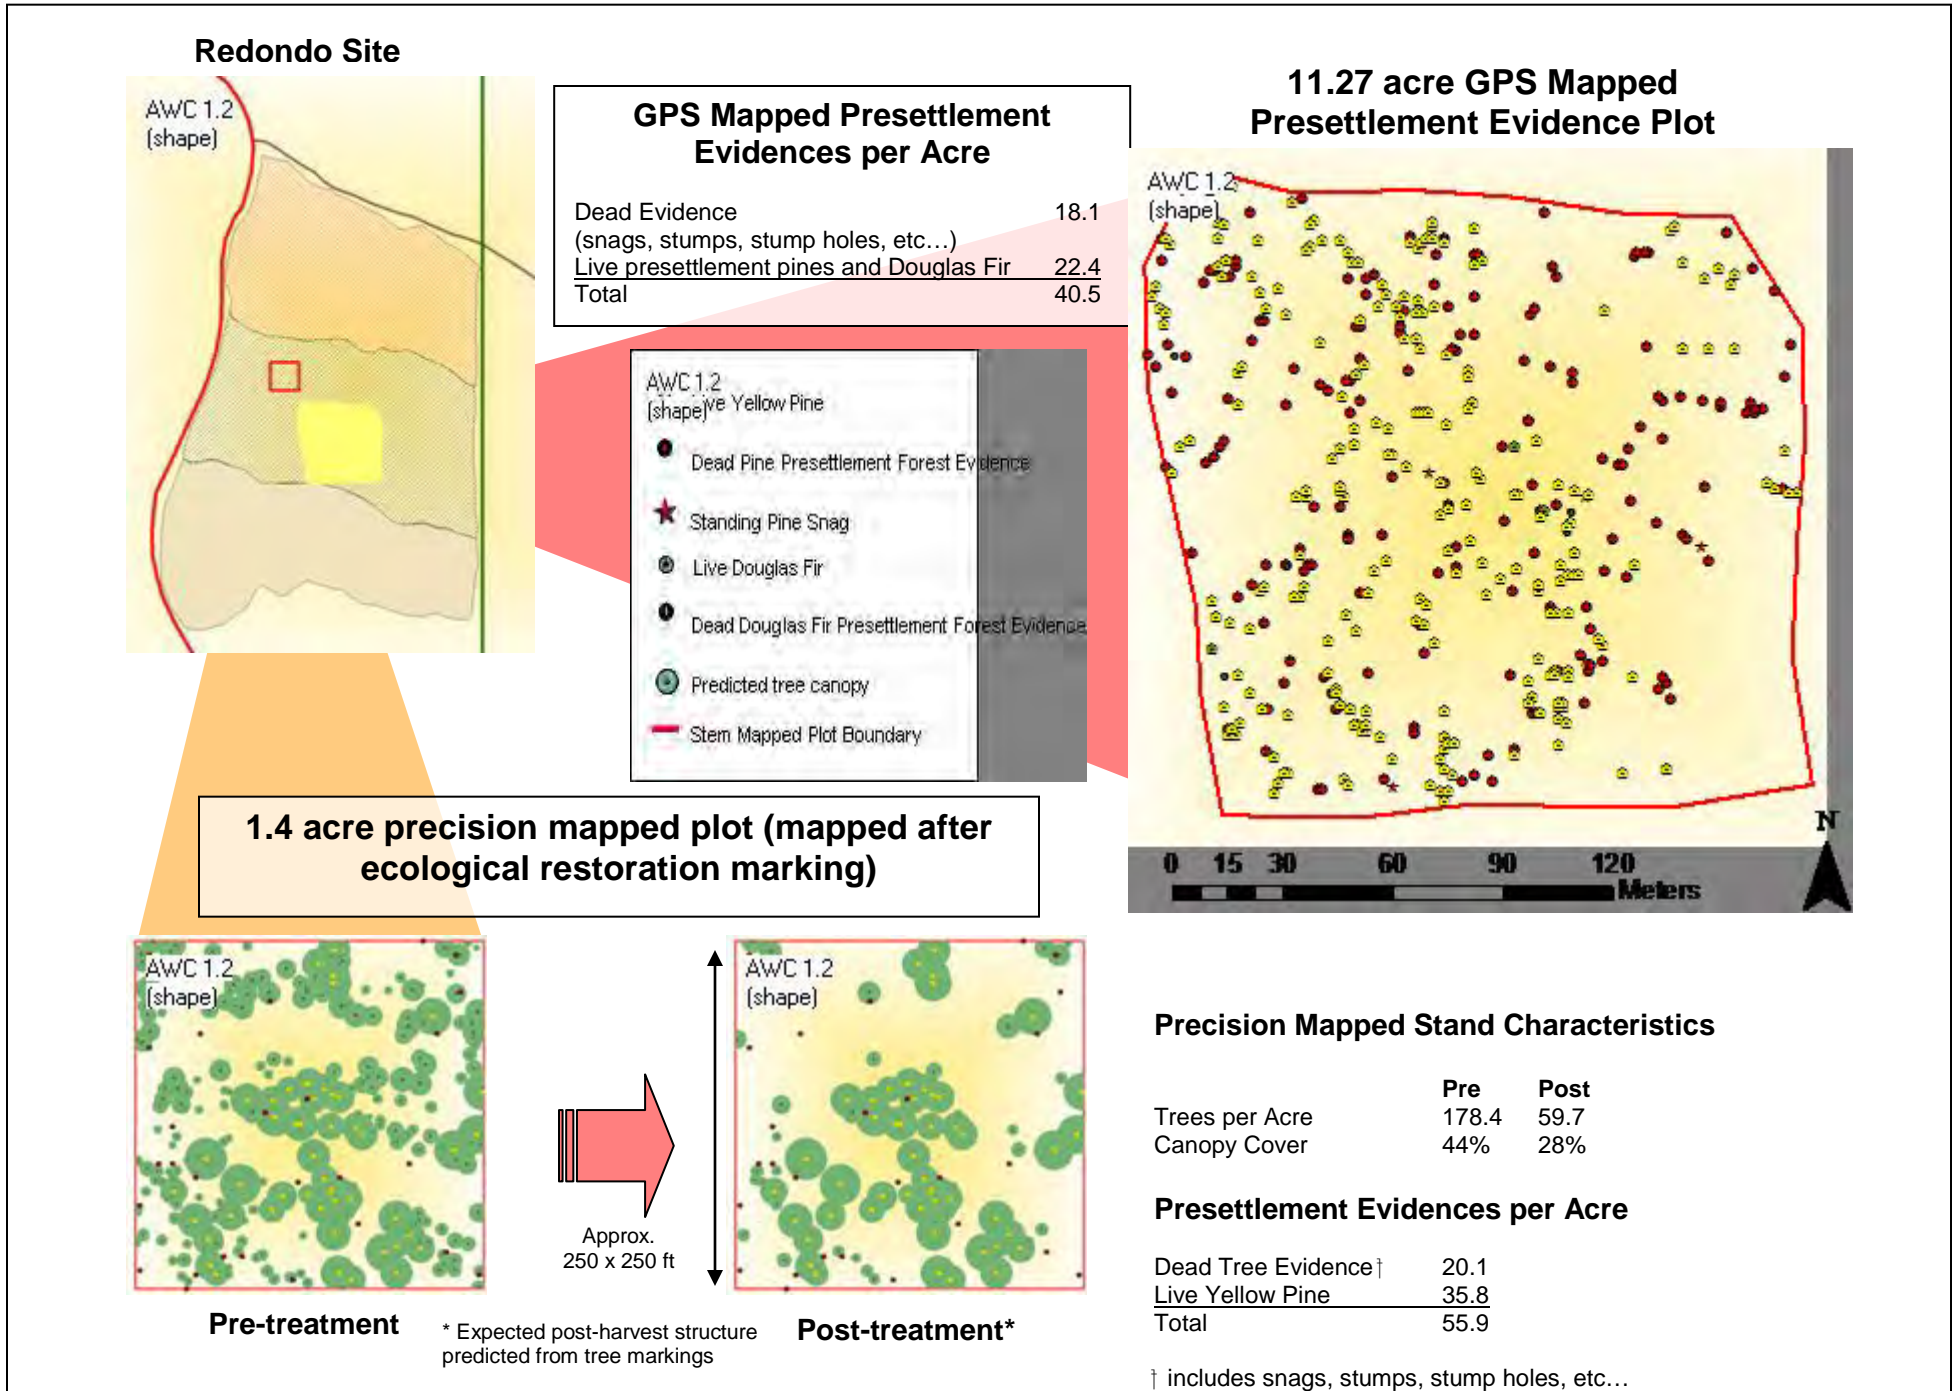 Redondo Site
AWC 1.2
(shape)
GPS Mapped Presettlement
Evidences per Acre
Dead Evidence 18.1
(snags, stumps, stump holes, etc…)
Live presettlement pines and Douglas Fir 22.4
Total 40.5
11.27 acre GPS Mapped
Presettlement Evidence Plot
AWC 1.2
(shape)
N
0 15 30 60 90 120
Meters
AWC 1.2
(shape) ve Yellow Pine
Dead Pine Presettlement Forest Evidence
Standing Pine Snag
Live Douglas Fir
Dead Douglas Fir Presettlement Forest Evidence
Predicted tree canopy
Stem Mapped Plot Boundary
1.4 acre precision mapped plot (mapped after
ecological restoration marking)
AWC 1.2
(shape)
Pre-treatment
Approx.
250 x 250 ft
AWC 1.2
(shape)
Post-treatment*
* Expected post-harvest structure
predicted from tree markings
Precision Mapped Stand Characteristics
Pre Post
Trees per Acre 178.4 59.7
Canopy Cover 44% 28%
Presettlement Evidences per Acre
Dead Tree Evidence† 20.1
Live Yellow Pine 35.8
Total 55.9
† includes snags, stumps, stump holes, etc…